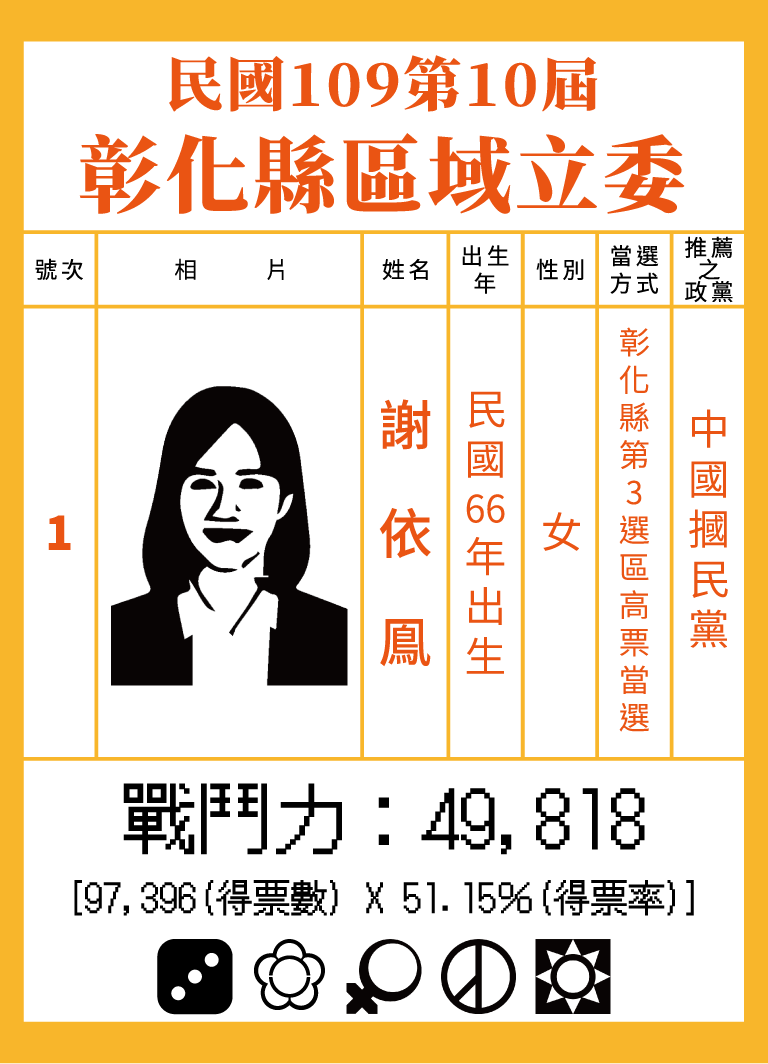 民國109第10屆
彰化縣區域立委
號次
相片
姓名
出生
年
性別
當選
方式
推薦
之
政黨
1
謝依鳳
民國66年出生
女
彰化縣第3選區高票當選
中國摑民黨
戰鬥力：49,818
[97,396(得票數) X 51.15%(得票率)]